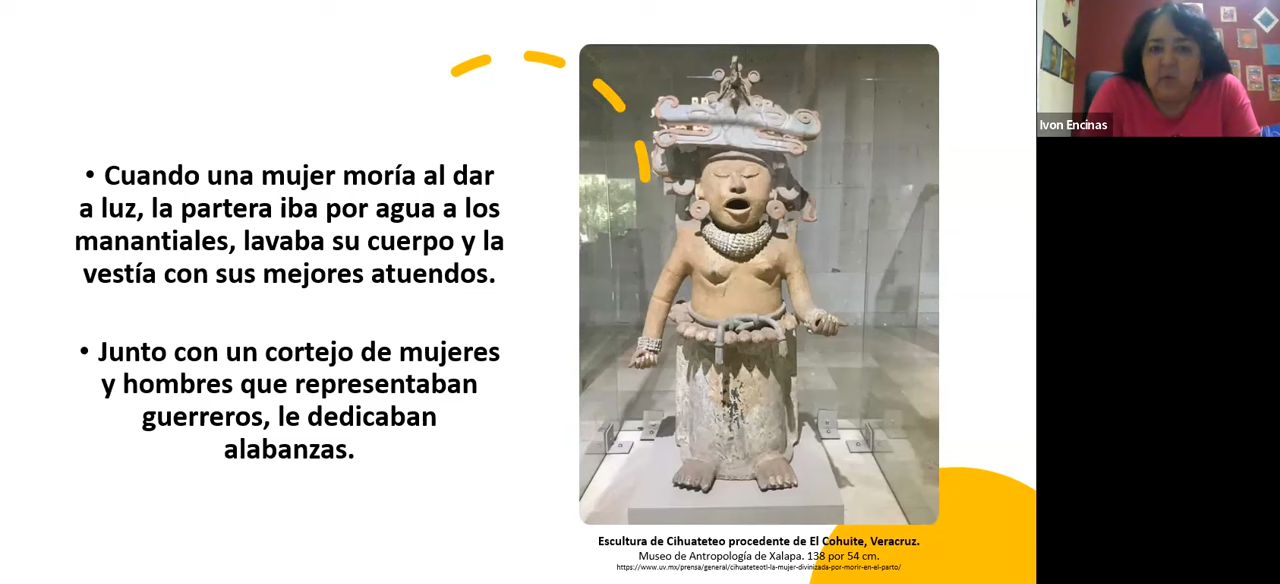 • Cuando una mujer moría al dar
a luz, la partera iba por agua a los
manantiales, lavaba su cuerpo y la
vestía con sus mejores atuendos.
• Junto con un cortejo de mujeres
y hombres que representaban
guerreros, le dedicaban
alabanzas.
Escultura de Cihuateteo procedente de El Cohuite, Veracruz.
Museo de Antropología de Xalapa. 138 por 54 cm.
https://www.uv.mx/prensa/general/cihuateteotl-la-mujer-divinizada-por-morir-en-el-parto/
Ivon Encinas